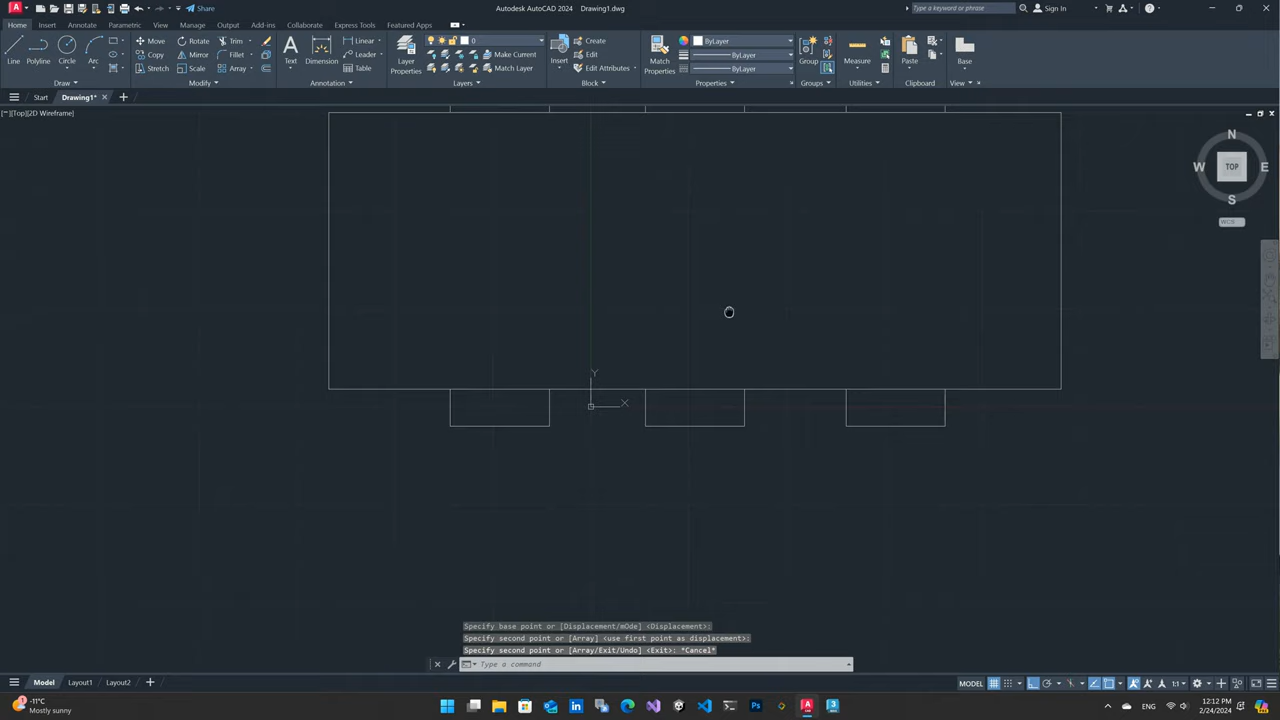 Share
Autodesk AutoCAD 2024 Drawing1.dwg
Type a keyword or phrase
Sign In
Home Insert Annotate Parametric View Manage Output Add-ins Collaborate Express Tools Featured Apps
Line
Polyline
Circle
Arc
Move
Copy
Stretch
Rotate
Mirror
Scale
Trim
Fillet
Array
Text
Dimension
Linear
Leader
Table
Layer
Properties
0
Make Current
Match Layer
Insert
Create
Edit
Edit Attributes
Match
Properties
ByLayer
ByLayer
ByLayer
Group
Measure
Paste
Base
Draw
Modify
Annotation
Layers
Block
Properties
Groups
Utilities
Clipboard
View
Start
Drawing1*
[−][Top][2D Wireframe]
N
W
TOP
E
S
WCS
Y
X
Specify base point or [Displacement/mOde] <Displacement>:
Specify second point or [Array] <use first point as displacement>:
Specify second point or [Array/Exit/Undo] <Exit>: *Cancel*
Type a command
Model Layout1 Layout2
MODEL
1:1
-11°C
Mostly sunny
12:12 PM
2/24/2024